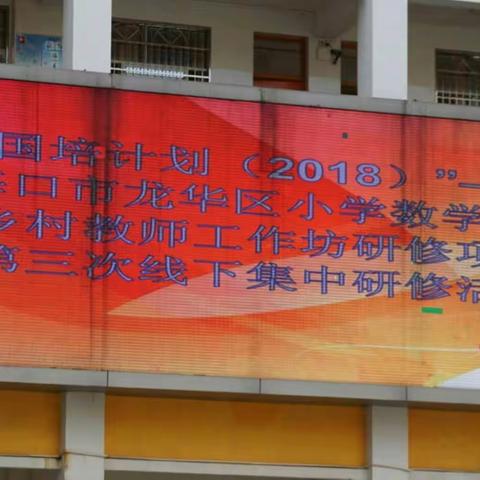 国培计划（2018）”
口市龙华区小学数学
乡村教师工作坊研修项
第三次线下集中研修活